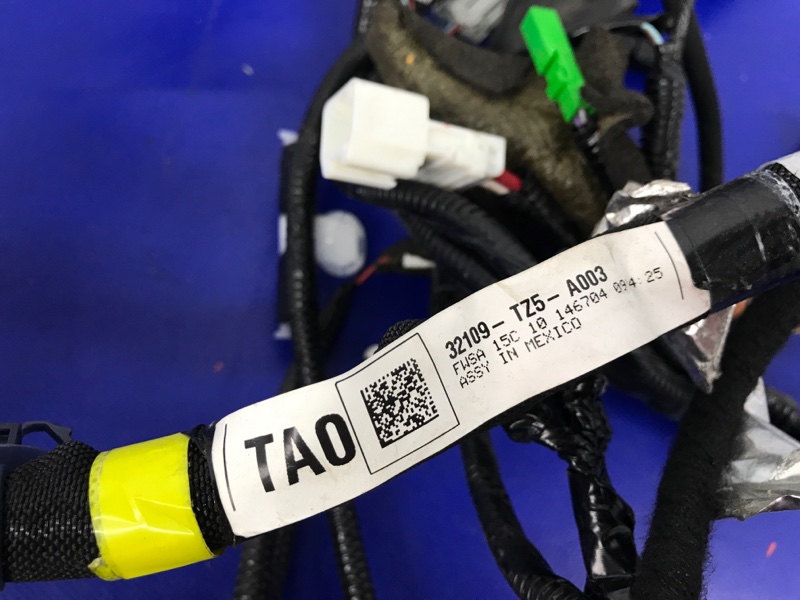 TA0
32109-TZ5-A003
FWSA 15C 10 146704 094:25
ASSY IN MEXICO